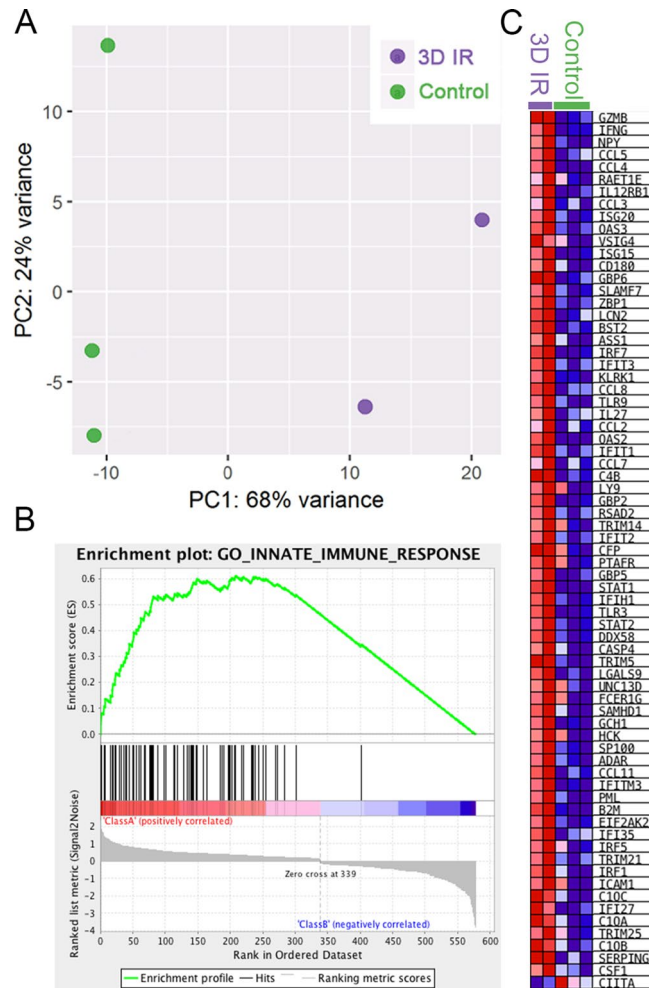 A
3D IR
Control
10
5
0
-5
-10
0
10
20
PC2: 24% variance
PC1: 68% variance
B
Enrichment plot: GO_INNATE_IMMUNE_RESPONSE
Enrichment score (ES)
0.6
0.5
0.4
0.3
0.2
0.1
0.0
'ClassA' (positively correlated)
Ranked list metric (Signal2Noise)
2
1
0
-1
-2
-3
-4
Zero cross at 339
'ClassB' (negatively correlated)
0 50 100 150 200 250 300 350 400 450 500 550 600
Rank in Ordered Dataset
Enrichment profile Hits Ranking metric scores
C
3D IR
Control
GZMB
IFNG
NPY
CCL5
CCL4
RAET1E
IL12RB1
CCL3
ISG20
OAS3
VSIG4
ISG15
CD180
GBP6
SLAMF7
ZBP1
LCN2
BST2
ASS1
IRF7
IFIT3
KLRK1
CCL8
TLR9
IL27
CCL2
OAS2
IFIT1
CCL7
C4B
LY9
GBP2
RSAD2
TRIM14
IFIT2
CFP
PTAFR
GBP5
STAT1
IFIH1
TLR3
STAT2
DDX58
CASP4
TRIM5
LGALS9
UNC13D
FCER1G
SAMHD1
GCH1
HCK
SP100
ADAR
CCL11
IFITM3
PML
B2M
EIF2AK2
IFI35
IRF5
TRIM21
IRF1
ICAM1
C1QC
IFI27
C1QA
TRIM25
C1QB
SERPING
CSF1
CIITA